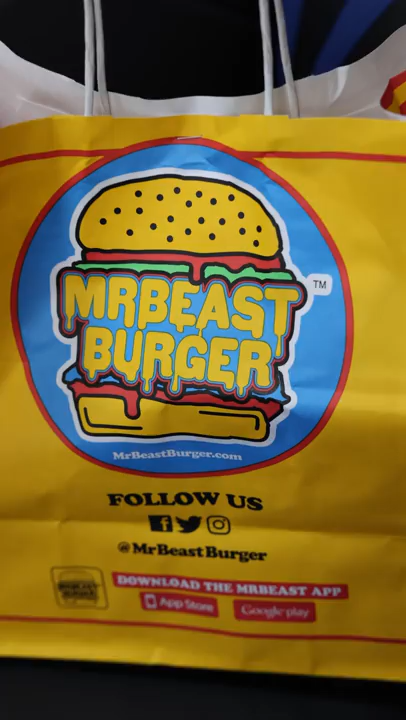 MRBEAST
BURGER
TM
MrBeastBurger.com
FOLLOW US
@MrBeastBurger
DOWNLOAD THE MRBEAST APP
App Store
Google play